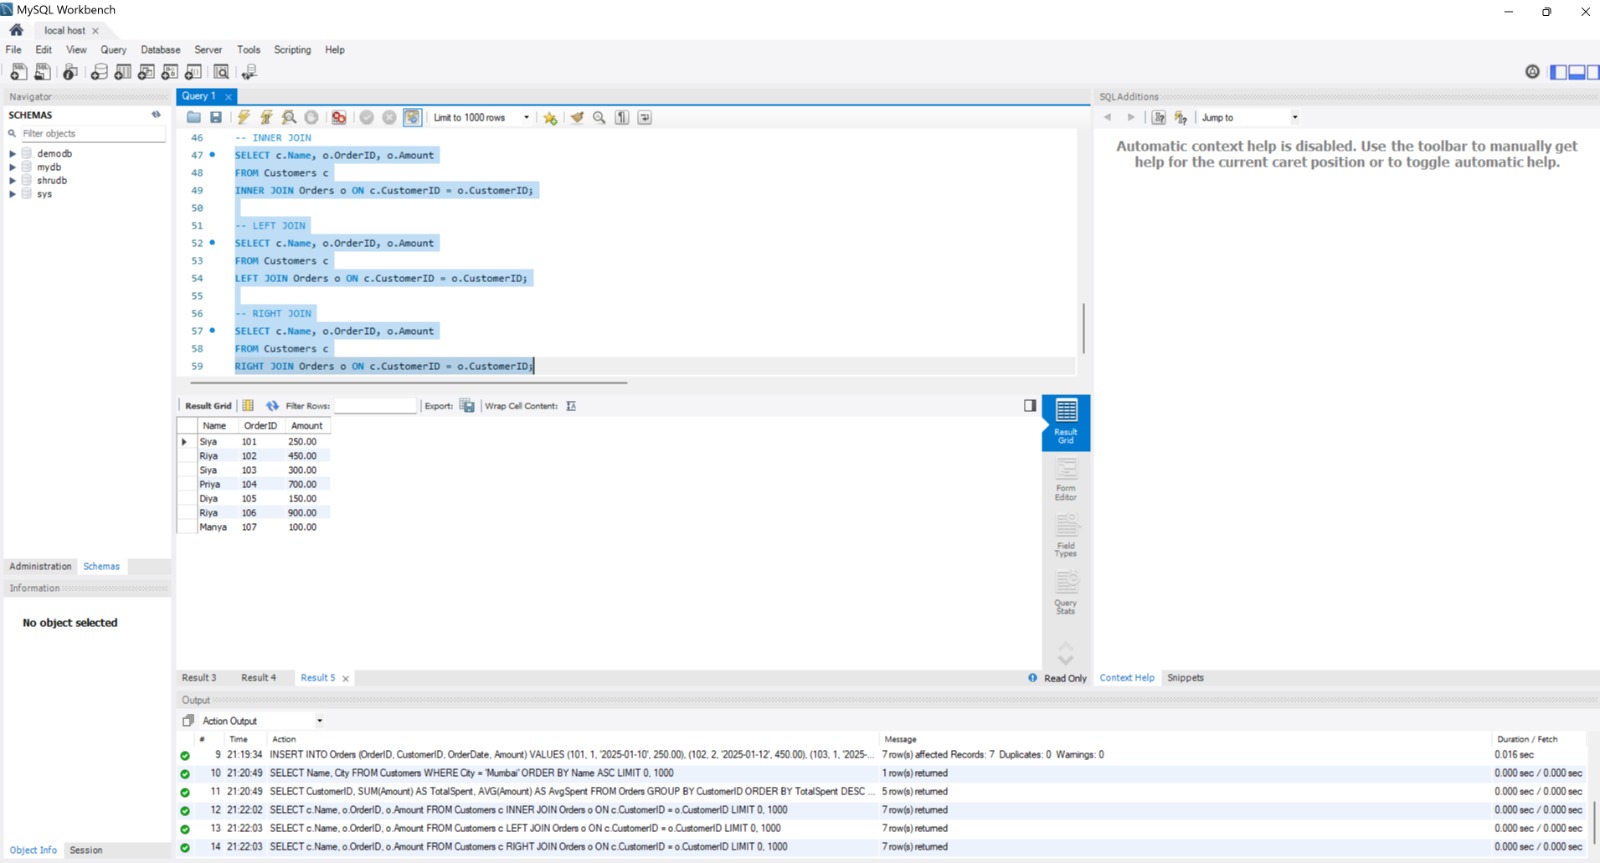 MySQL Workbench
local host
File Edit View Query Database Server Tools Scripting Help
Navigator
SCHEMAS
Filter objects
demodb
mydb
shrudb
sys
Administration Schemas
Information
No object selected
Object Info Session
Query 1
Limit to 1000 rows
46 -- INNER JOIN
47 SELECT c.Name, o.OrderID, o.Amount
48 FROM Customers c
49 INNER JOIN Orders o ON c.CustomerID = o.CustomerID;
50
51 -- LEFT JOIN
52 SELECT c.Name, o.OrderID, o.Amount
53 FROM Customers c
54 LEFT JOIN Orders o ON c.CustomerID = o.CustomerID;
55
56 -- RIGHT JOIN
57 SELECT c.Name, o.OrderID, o.Amount
58 FROM Customers c
59 RIGHT JOIN Orders o ON c.CustomerID = o.CustomerID;
Result Grid Filter Rows: Export: Wrap Cell Content:
Name OrderID Amount
Siya 101 250.00
Riya 102 450.00
Siya 103 300.00
Priya 104 700.00
Diya 105 150.00
Riya 106 900.00
Manya 107 100.00
Result Grid
Form Editor
Field Types
Query Stats
Result 3 Result 4 Result 5
Read Only
SQLAdditions
Jump to
Automatic context help is disabled. Use the toolbar to manually get
help for the current caret position or to toggle automatic help.
Context Help Snippets
Output
Action Output
# Time Action Message Duration / Fetch
9 21:19:34 INSERT INTO Orders (OrderID, CustomerID, OrderDate, Amount) VALUES (101, 1, '2025-01-10', 250.00), (102, 2, '2025-01-12', 450.00), (103, 1, '2025-... 7 row(s) affected Records: 7 Duplicates: 0 Warnings: 0 0.016 sec
10 21:20:49 SELECT Name, City FROM Customers WHERE City = 'Mumbai' ORDER BY Name ASC LIMIT 0, 1000 1 row(s) returned 0.000 sec / 0.000 sec
11 21:20:49 SELECT CustomerID, SUM(Amount) AS TotalSpent, AVG(Amount) AS AvgSpent FROM Orders GROUP BY CustomerID ORDER BY TotalSpent DESC ... 5 row(s) returned 0.000 sec / 0.000 sec
12 21:22:02 SELECT c.Name, o.OrderID, o.Amount FROM Customers c INNER JOIN Orders o ON c.CustomerID = o.CustomerID LIMIT 0, 1000 7 row(s) returned 0.000 sec / 0.000 sec
13 21:22:03 SELECT c.Name, o.OrderID, o.Amount FROM Customers c LEFT JOIN Orders o ON c.CustomerID = o.CustomerID LIMIT 0, 1000 7 row(s) returned 0.000 sec / 0.000 sec
14 21:22:03 SELECT c.Name, o.OrderID, o.Amount FROM Customers c RIGHT JOIN Orders o ON c.CustomerID = o.CustomerID LIMIT 0, 1000 7 row(s) returned 0.000 sec / 0.000 sec